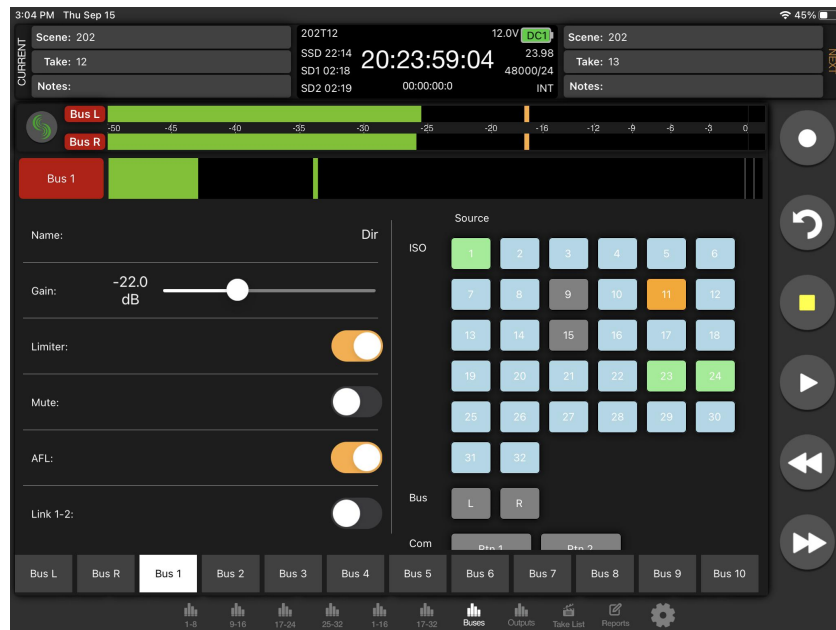 3:04 PM Thu Sep 15
45%
CURRENT
Scene: 202
Take: 12
Notes:
202T12
12.0V DC1
SSD 22:14
20:23:59:04
23.98
SD1 02:18
48000/24
SD2 02:19
00:00:00:0
INT
Scene: 202
Take: 13
Notes:
NEXT
Bus L
-50 -45 -40 -35 -30 -25 -20 -16 -12 -9 -6 -3 0
Bus R
Bus 1
Source
Name: Dir
ISO
1 2 3 4 5 6
Gain: -22.0 dB
7 8 9 10 11 12
Limiter:
13 14 15 16 17 18
19 20 21 22 23 24
Mute:
25 26 27 28 29 30
AFL:
31 32
Bus
L R
Link 1-2:
Com
Rtn 1 Rtn 2
Bus L Bus R Bus 1 Bus 2 Bus 3 Bus 4 Bus 5 Bus 6 Bus 7 Bus 8 Bus 9 Bus 10
1-8 9-16 17-24 25-32 1-16 17-32 Buses Outputs Take List Reports